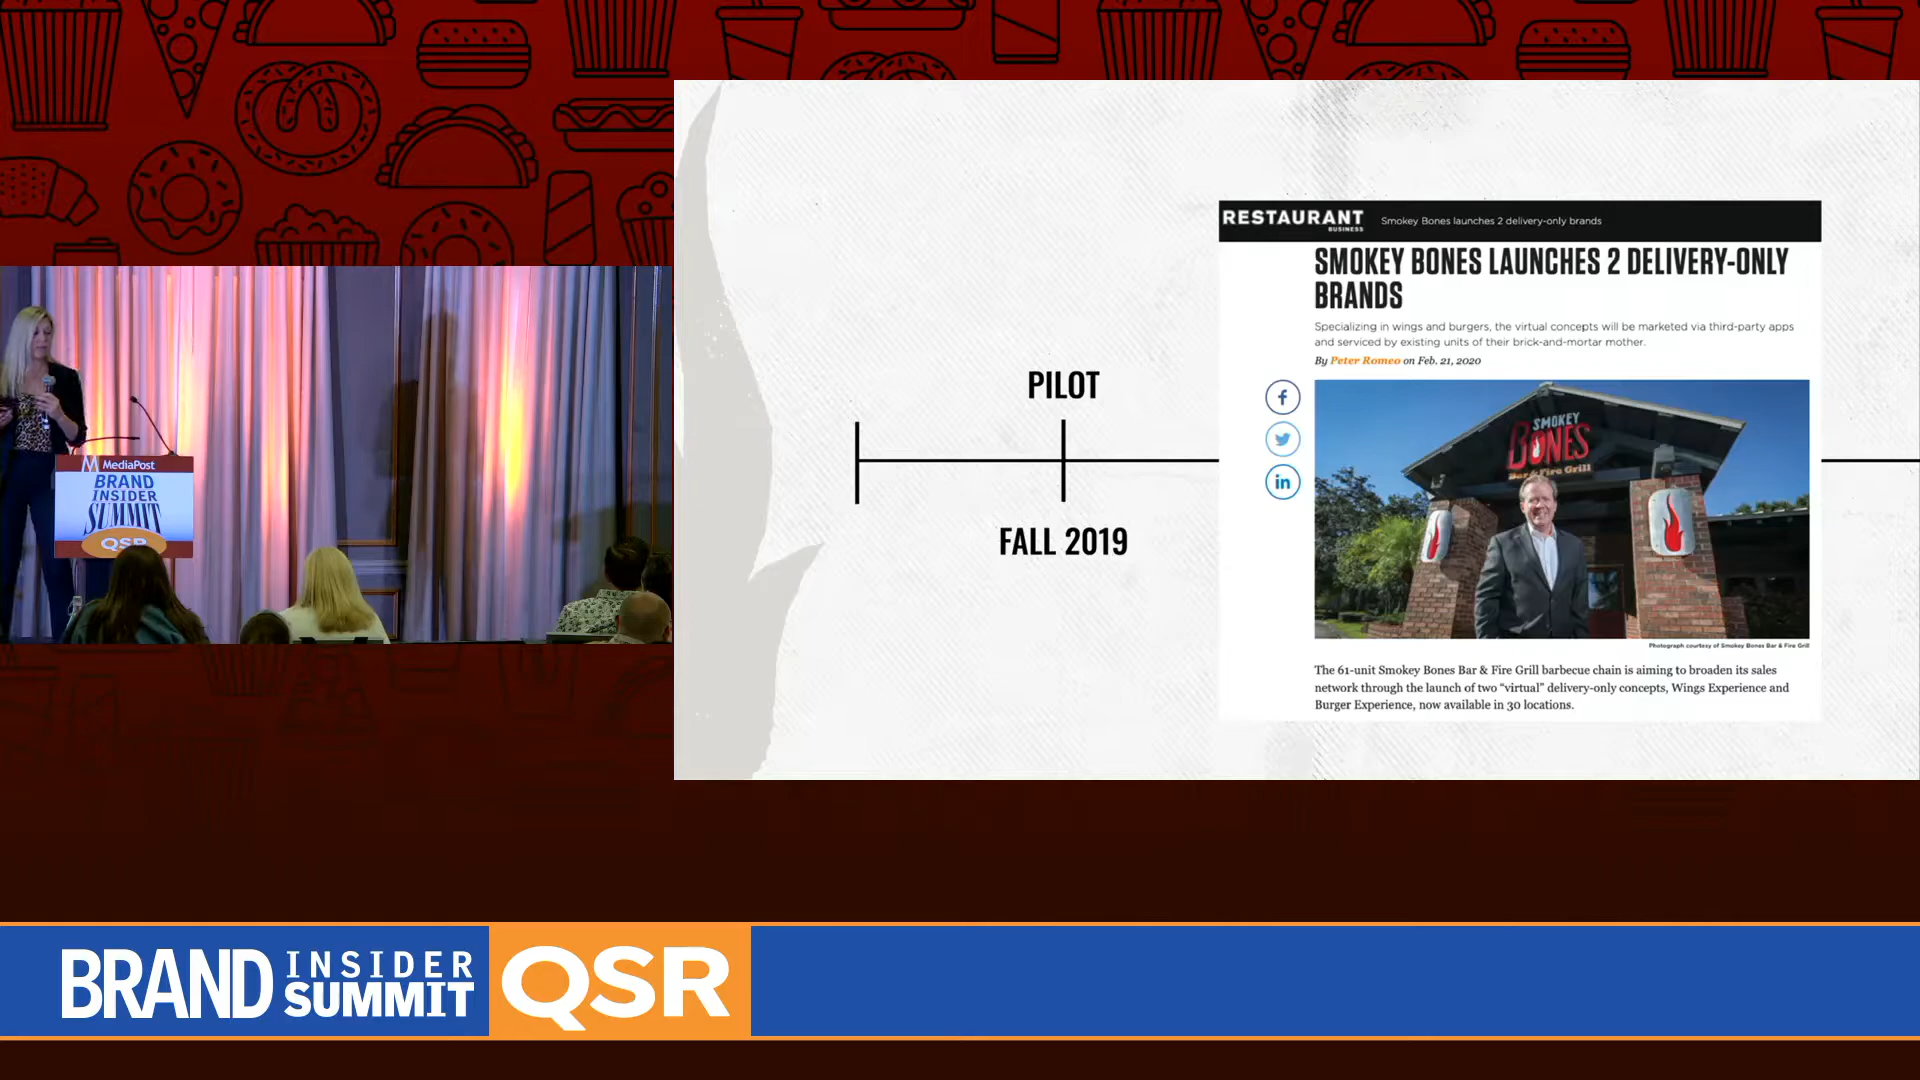 MediaPost
BRAND
INSIDER
SUMMIT
QSR
PILOT
FALL 2019
RESTAURANT
BUSINESS
Smokey Bones launches 2 delivery-only brands
SMOKEY BONES LAUNCHES 2 DELIVERY-ONLY
BRANDS
Specializing in wings and burgers, the virtual concepts will be marketed via third-party apps
and serviced by existing units of their brick-and-mortar mother.
By Peter Romeo on Feb. 21, 2020
f
in
SMOKEY
BONES
Bar & Fire Grill
Photograph courtesy of Smokey Bones Bar & Fire Grill
The 61-unit Smokey Bones Bar & Fire Grill barbecue chain is aiming to broaden its sales
network through the launch of two “virtual” delivery-only concepts, Wings Experience and
Burger Experience, now available in 30 locations.
BRAND INSIDER SUMMIT QSR